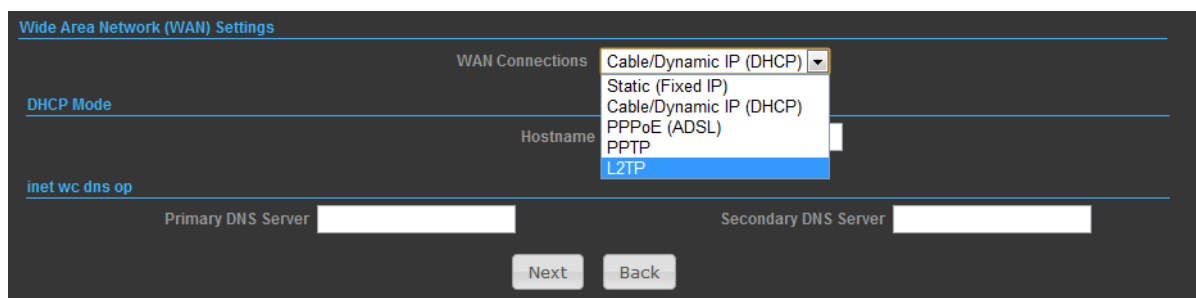 Wide Area Network (WAN) Settings
WAN Connections Cable/Dynamic IP (DHCP)
Static (Fixed IP)
Cable/Dynamic IP (DHCP)
PPPoE (ADSL)
PPTP
L2TP
DHCP Mode
Hostname
inet wc dns op
Primary DNS Server Secondary DNS Server
Next Back